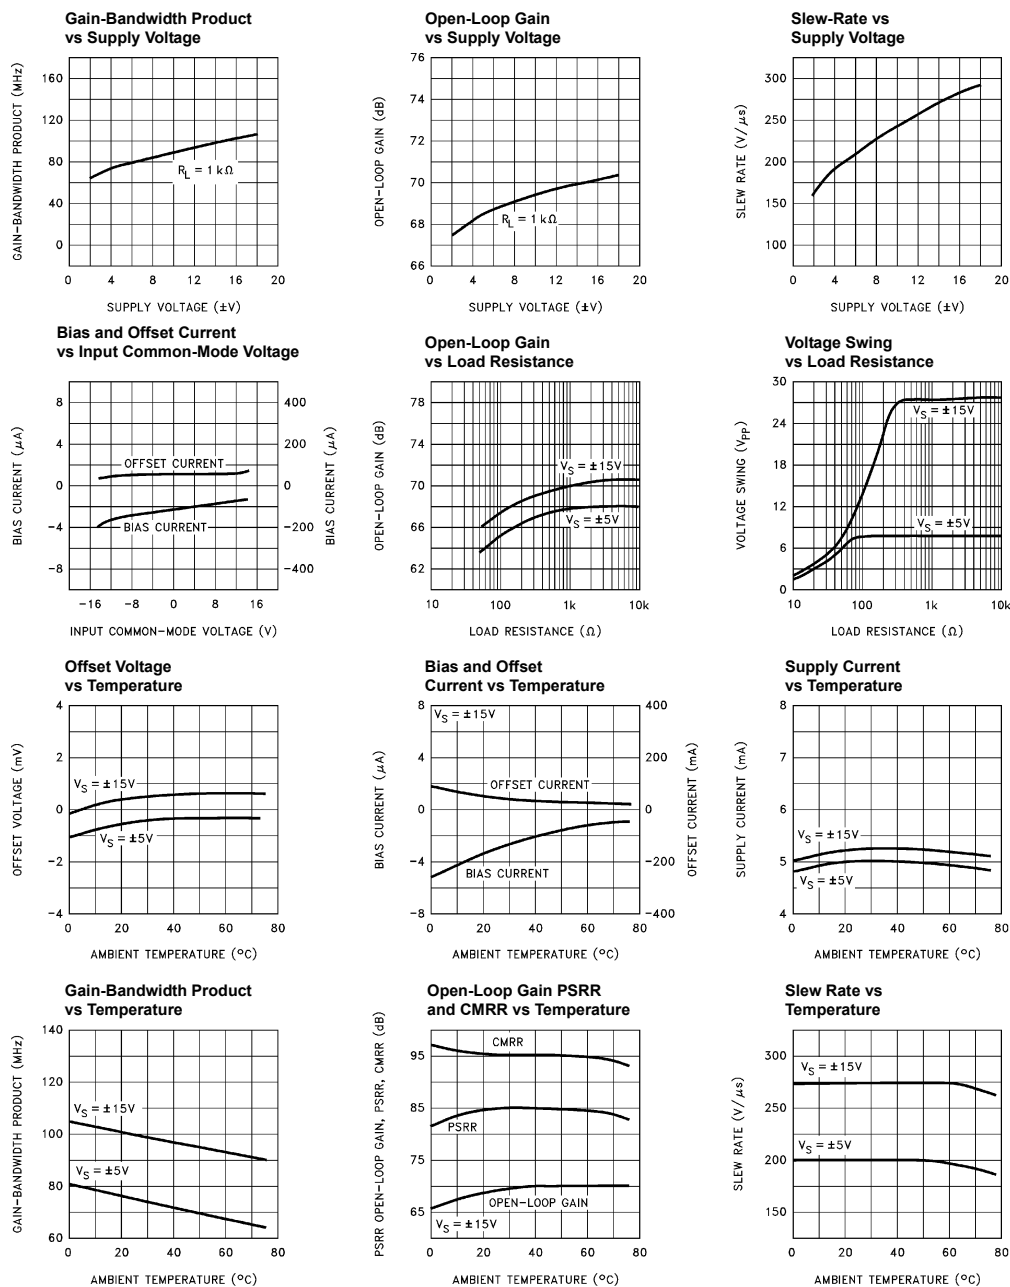 Gain-Bandwidth Product
vs Supply Voltage
GAIN-BANDWIDTH PRODUCT (MHz)
160
120
80
40
0
R_L = 1 kΩ
0 4 8 12 16 20
SUPPLY VOLTAGE (±V)
Open-Loop Gain
vs Supply Voltage
OPEN-LOOP GAIN (dB)
76
74
72
70
68
66
R_L = 1 kΩ
0 4 8 12 16 20
SUPPLY VOLTAGE (±V)
Slew-Rate vs
Supply Voltage
SLEW RATE (V/μs)
300
250
200
150
100
0 4 8 12 16 20
SUPPLY VOLTAGE (±V)
Bias and Offset Current
vs Input Common-Mode Voltage
BIAS CURRENT (μA)
8
4
0
−4
−8
OFFSET CURRENT
BIAS CURRENT
400
200
0
−200
−400
BIAS CURRENT (μA)
−16 −8 0 8 16
INPUT COMMON-MODE VOLTAGE (V)
Open-Loop Gain
vs Load Resistance
OPEN-LOOP GAIN (dB)
78
74
70
66
62
V_S = ±15V
V_S = ±5V
10 100 1k 10k
LOAD RESISTANCE (Ω)
Voltage Swing
vs Load Resistance
VOLTAGE SWING (V_PP)
30
24
18
12
6
0
V_S = ±15V
V_S = ±5V
10 100 1k 10k
LOAD RESISTANCE (Ω)
Offset Voltage
vs Temperature
OFFSET VOLTAGE (mV)
4
2
0
−2
−4
V_S = ±15V
V_S = ±5V
0 20 40 60 80
AMBIENT TEMPERATURE (°C)
Bias and Offset
Current vs Temperature
BIAS CURRENT (μA)
8
4
0
−4
−8
V_S = ±15V
OFFSET CURRENT
BIAS CURRENT
400
200
0
−200
−400
OFFSET CURRENT (mA)
0 20 40 60 80
AMBIENT TEMPERATURE (°C)
Supply Current
vs Temperature
SUPPLY CURRENT (mA)
8
7
6
5
4
V_S = ±15V
V_S = ±5V
0 20 40 60 80
AMBIENT TEMPERATURE (°C)
Gain-Bandwidth Product
vs Temperature
GAIN-BANDWIDTH PRODUCT (MHz)
140
120
100
80
60
V_S = ±15V
V_S = ±5V
0 20 40 60 80
AMBIENT TEMPERATURE (°C)
Open-Loop Gain PSRR
and CMRR vs Temperature
PSRR OPEN-LOOP GAIN, PSRR, CMRR (dB)
95
85
75
65
CMRR
PSRR
OPEN-LOOP GAIN
V_S = ±15V
0 20 40 60 80
AMBIENT TEMPERATURE (°C)
Slew Rate vs
Temperature
SLEW RATE (V/μs)
300
250
200
150
V_S = ±15V
V_S = ±5V
0 20 40 60 80
AMBIENT TEMPERATURE (°C)